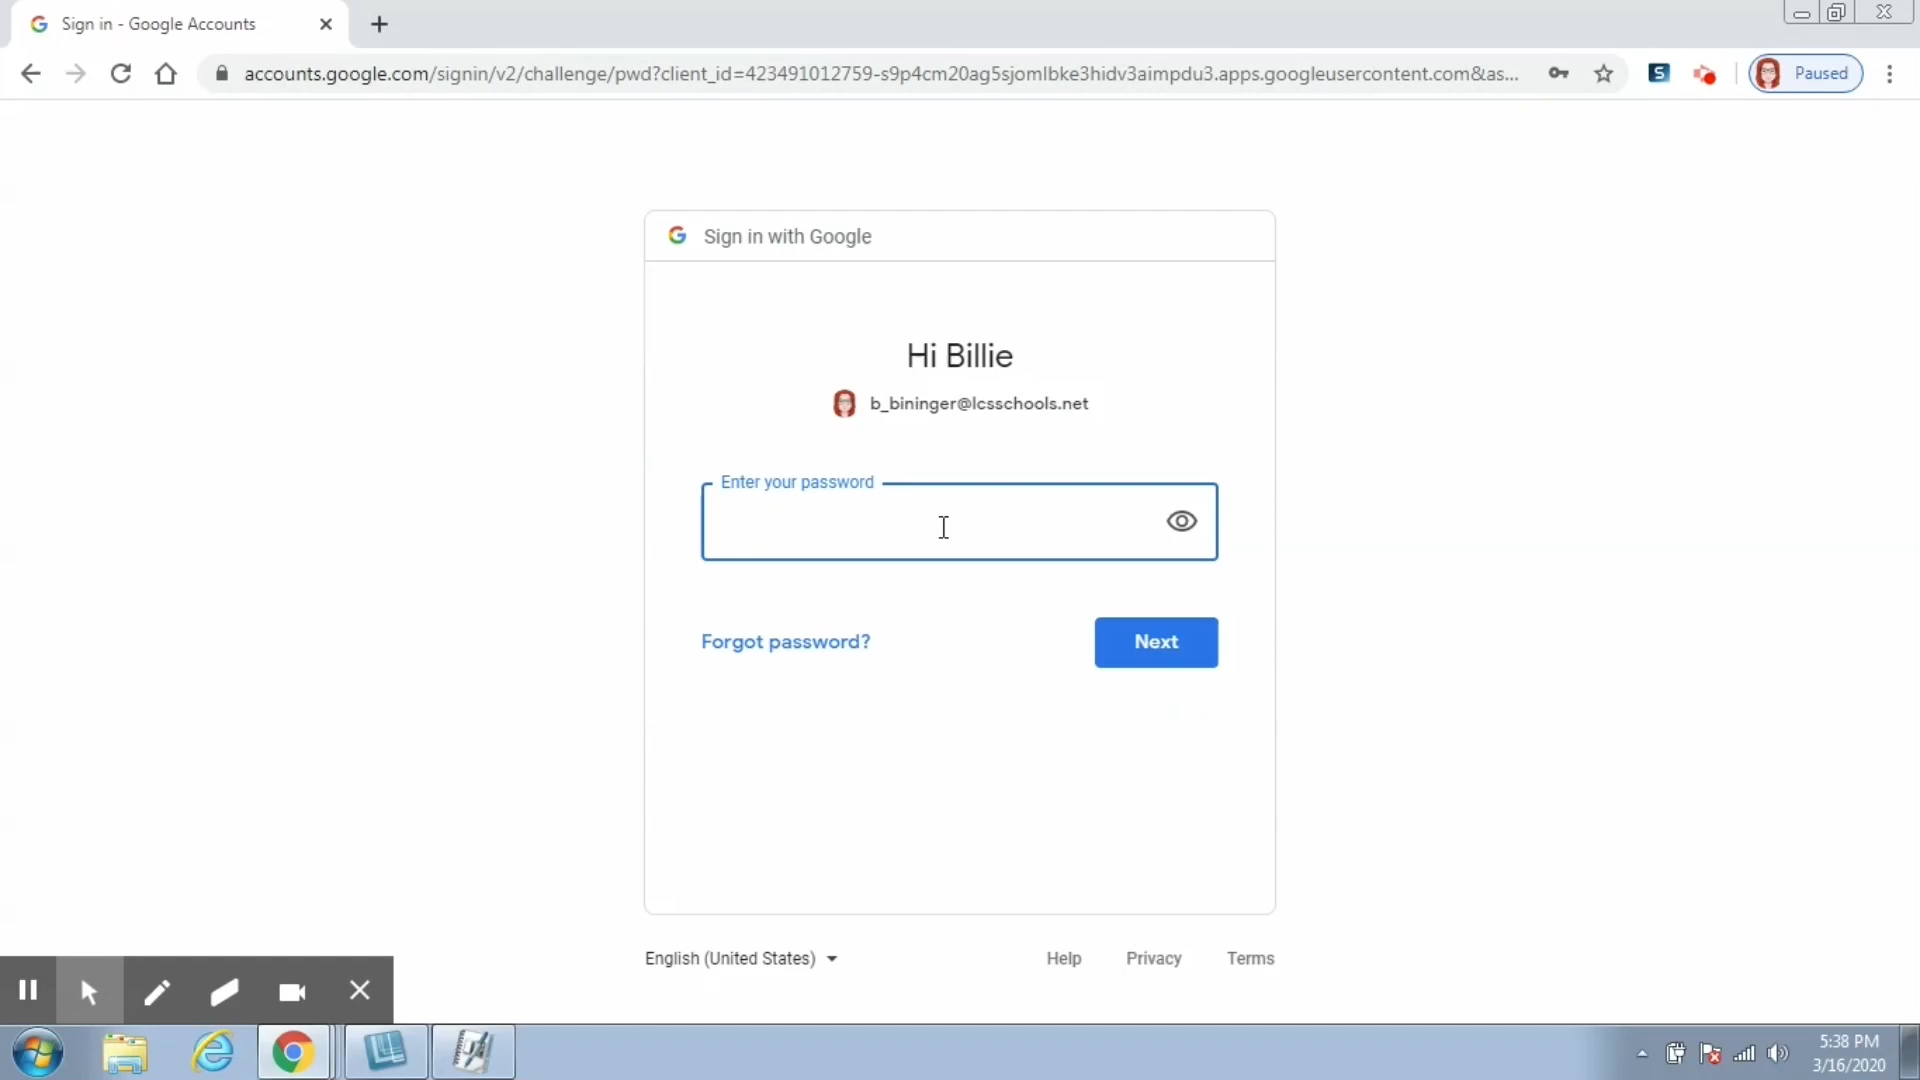 Sign in - Google Accounts
accounts.google.com/signin/v2/challenge/pwd?client_id=423491012759-s9p4cm20ag5sjomlbke3hidv3aimpdu3.apps.googleusercontent.com&as...
S
Paused
Sign in with Google
Hi Billie
b_bininger@lcsschools.net
Enter your password
Forgot password?
Next
English (United States)
Help
Privacy
Terms
5:38 PM
3/16/2020